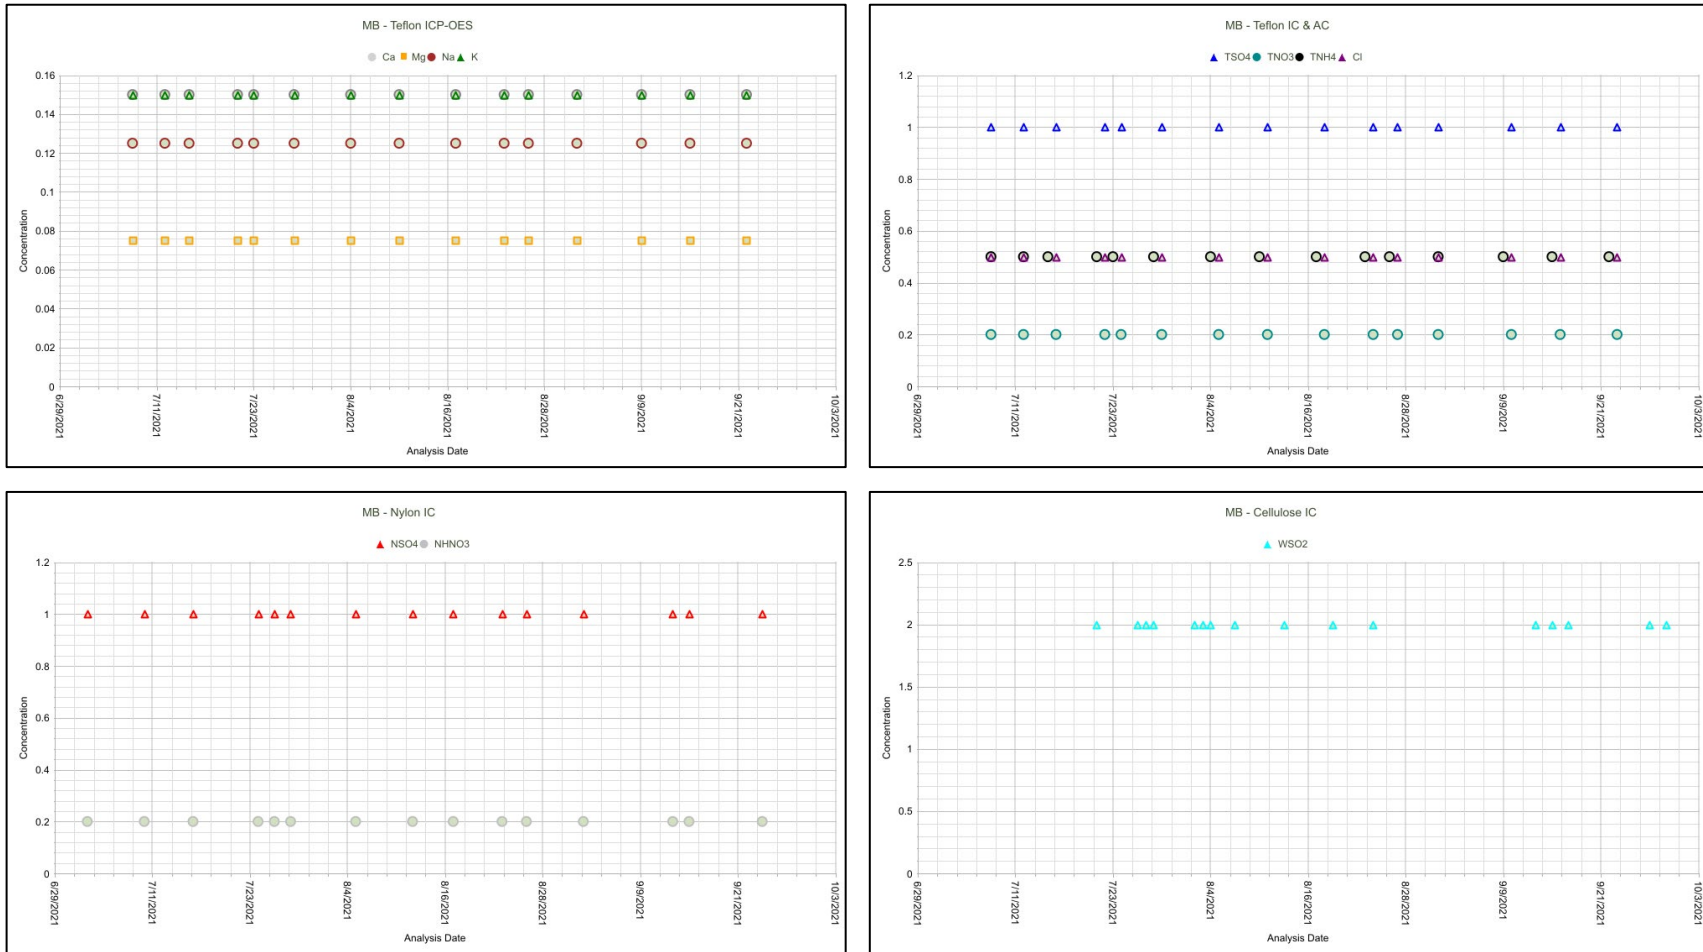 MB - Teflon ICP-OES
Ca Mg Na K
0.16
0.14
0.12
0.1
0.08
0.06
0.04
0.02
0
Concentration
6/29/2021 7/11/2021 7/23/2021 8/4/2021 8/16/2021 8/28/2021 9/9/2021 9/21/2021 10/3/2021
Analysis Date
MB - Teflon IC & AC
TSO4 TNO3 TNH4 Cl
1.2
1
0.8
0.6
0.4
0.2
0
Concentration
6/29/2021 7/11/2021 7/23/2021 8/4/2021 8/16/2021 8/28/2021 9/9/2021 9/21/2021 10/3/2021
Analysis Date
MB - Nylon IC
NSO4 NHNO3
1.2
1
0.8
0.6
0.4
0.2
0
Concentration
6/29/2021 7/11/2021 7/23/2021 8/4/2021 8/16/2021 8/28/2021 9/9/2021 9/21/2021 10/3/2021
Analysis Date
MB - Cellulose IC
WSO2
2.5
2
1.5
1
0.5
0
Concentration
6/29/2021 7/11/2021 7/23/2021 8/4/2021 8/16/2021 8/28/2021 9/9/2021 9/21/2021 10/3/2021
Analysis Date